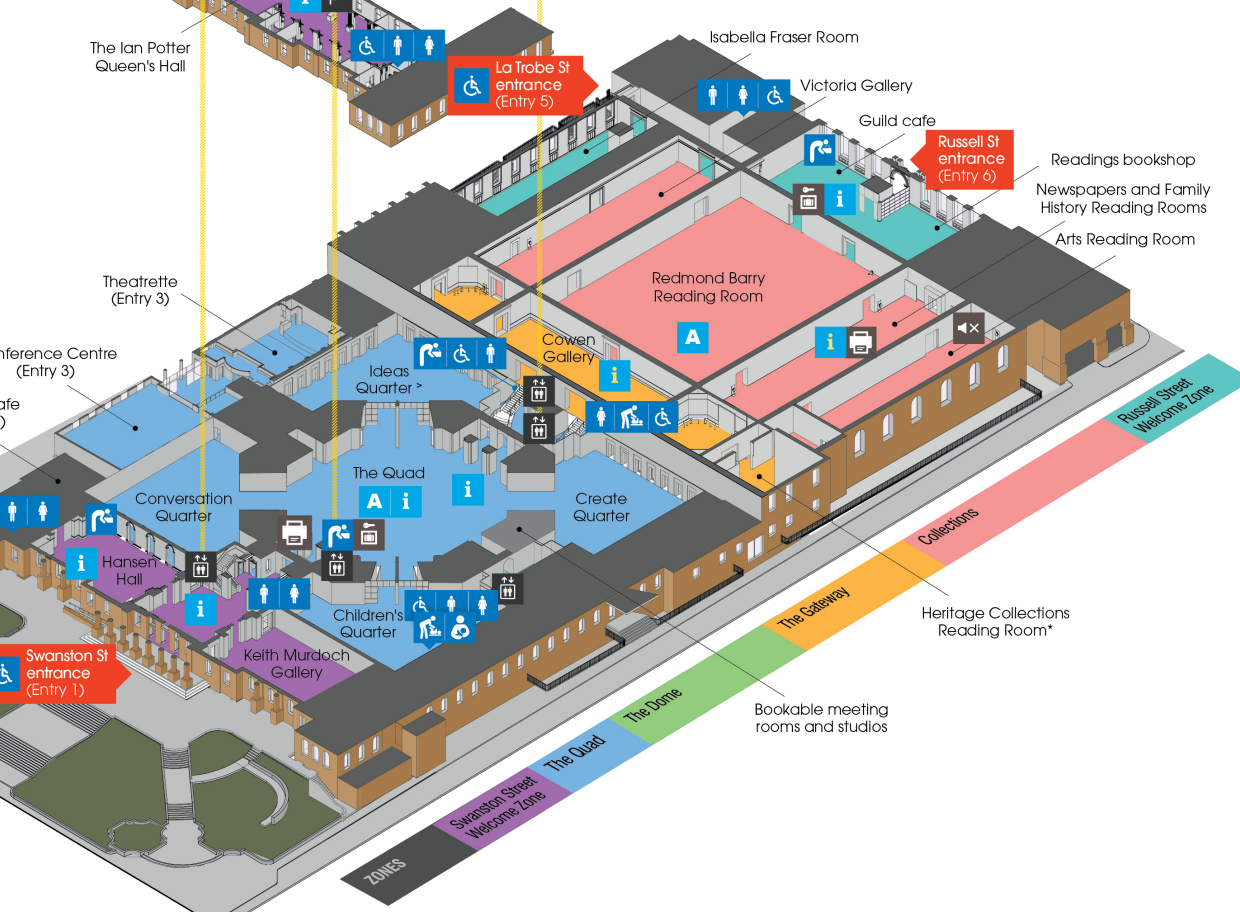 The Ian Potter
Queen's Hall
La Trobe St
entrance
(Entry 5)
Isabella Fraser Room
Victoria Gallery
Guild cafe
Russell St
entrance
(Entry 6)
Readings bookshop
Newspapers and Family
History Reading Rooms
Arts Reading Room
Redmond Barry
Reading Room
A
i
i
Theatrette
(Entry 3)
Cowen
Gallery
i
Ideas
Quarter >
(Entry 3)
The Quad
A i
i
Conversation
Quarter
Create
Quarter
Hansen
Hall
i
i
Children's
Quarter
Keith Murdoch
Gallery
Swanston St
entrance
(Entry 1)
Heritage Collections
Reading Room*
Bookable meeting
rooms and studios
ZONES
Swanston Street
Welcome Zone
The Quad
The Dome
The Gateway
Collections
Russell Street
Welcome Zone